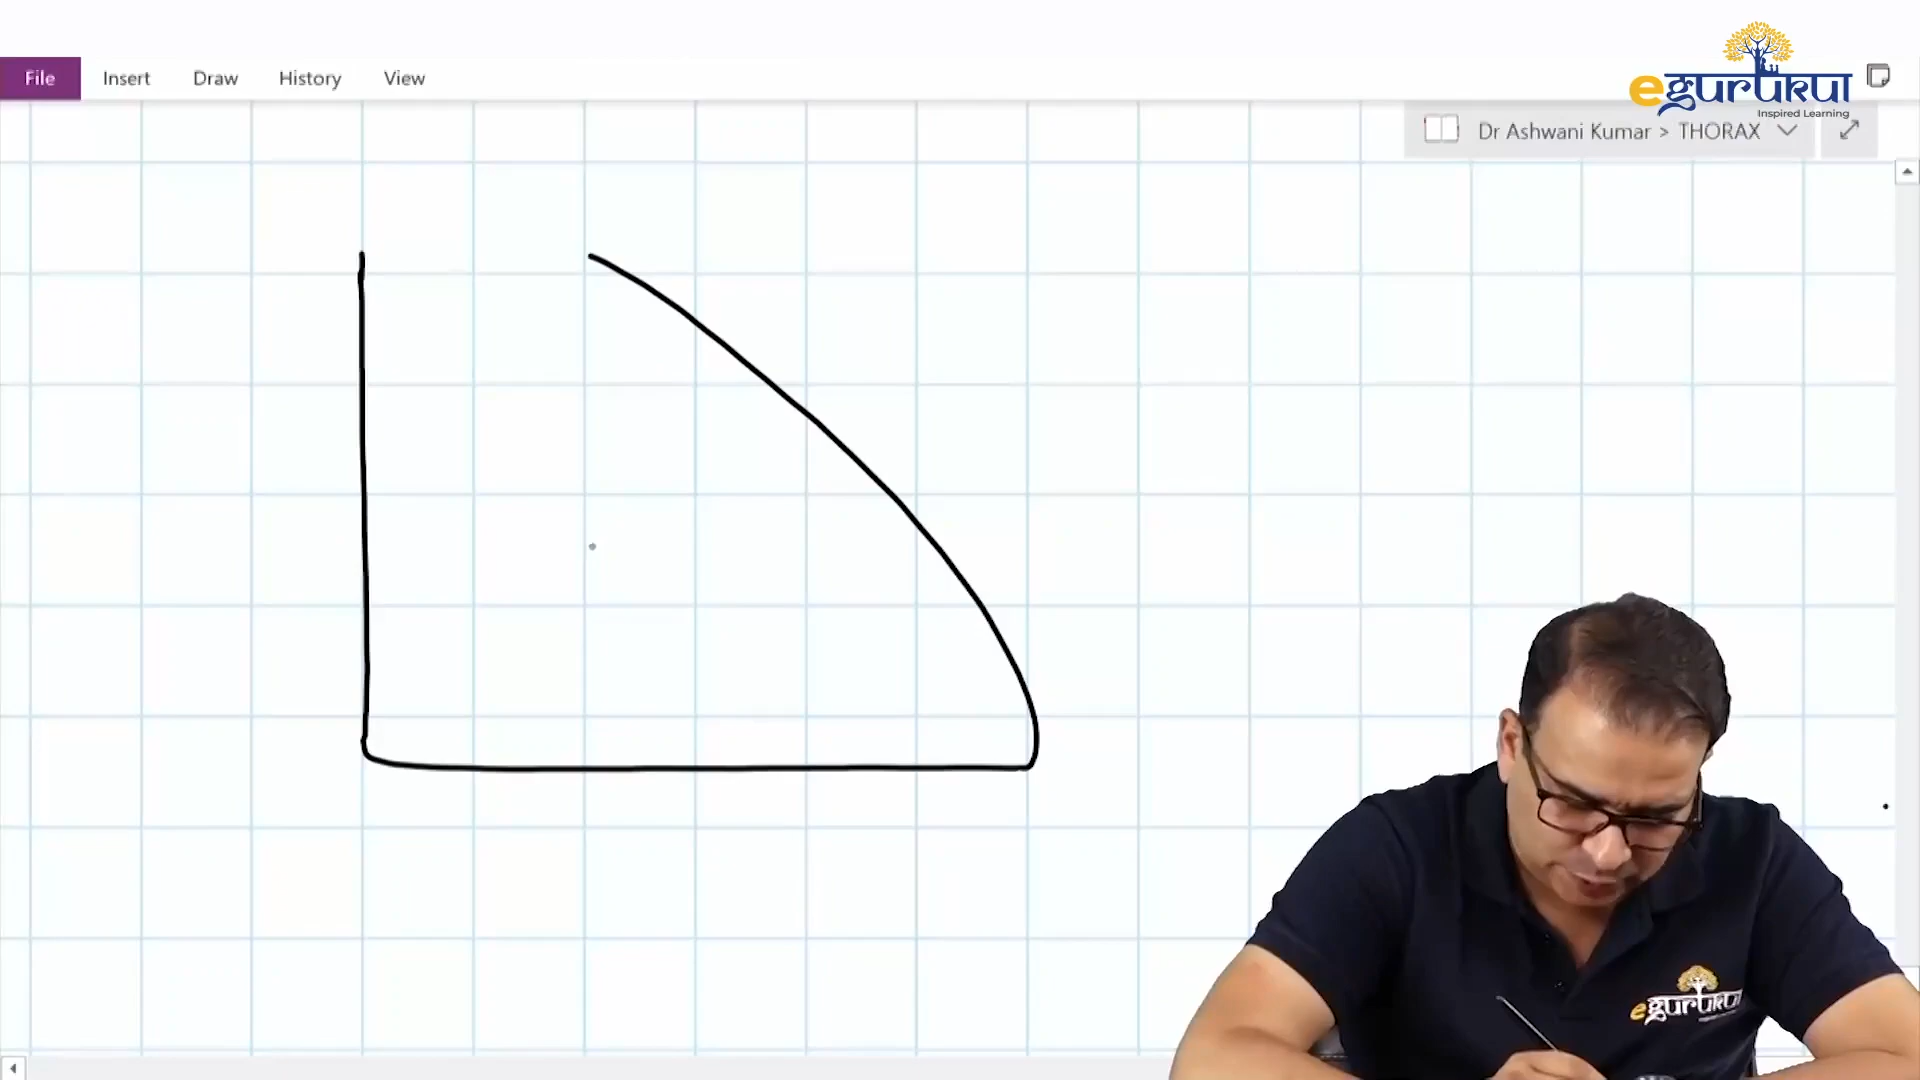 File Insert Draw History View
egurukul
Inspired Learning
Dr Ashwani Kumar > THORAX
egurukul